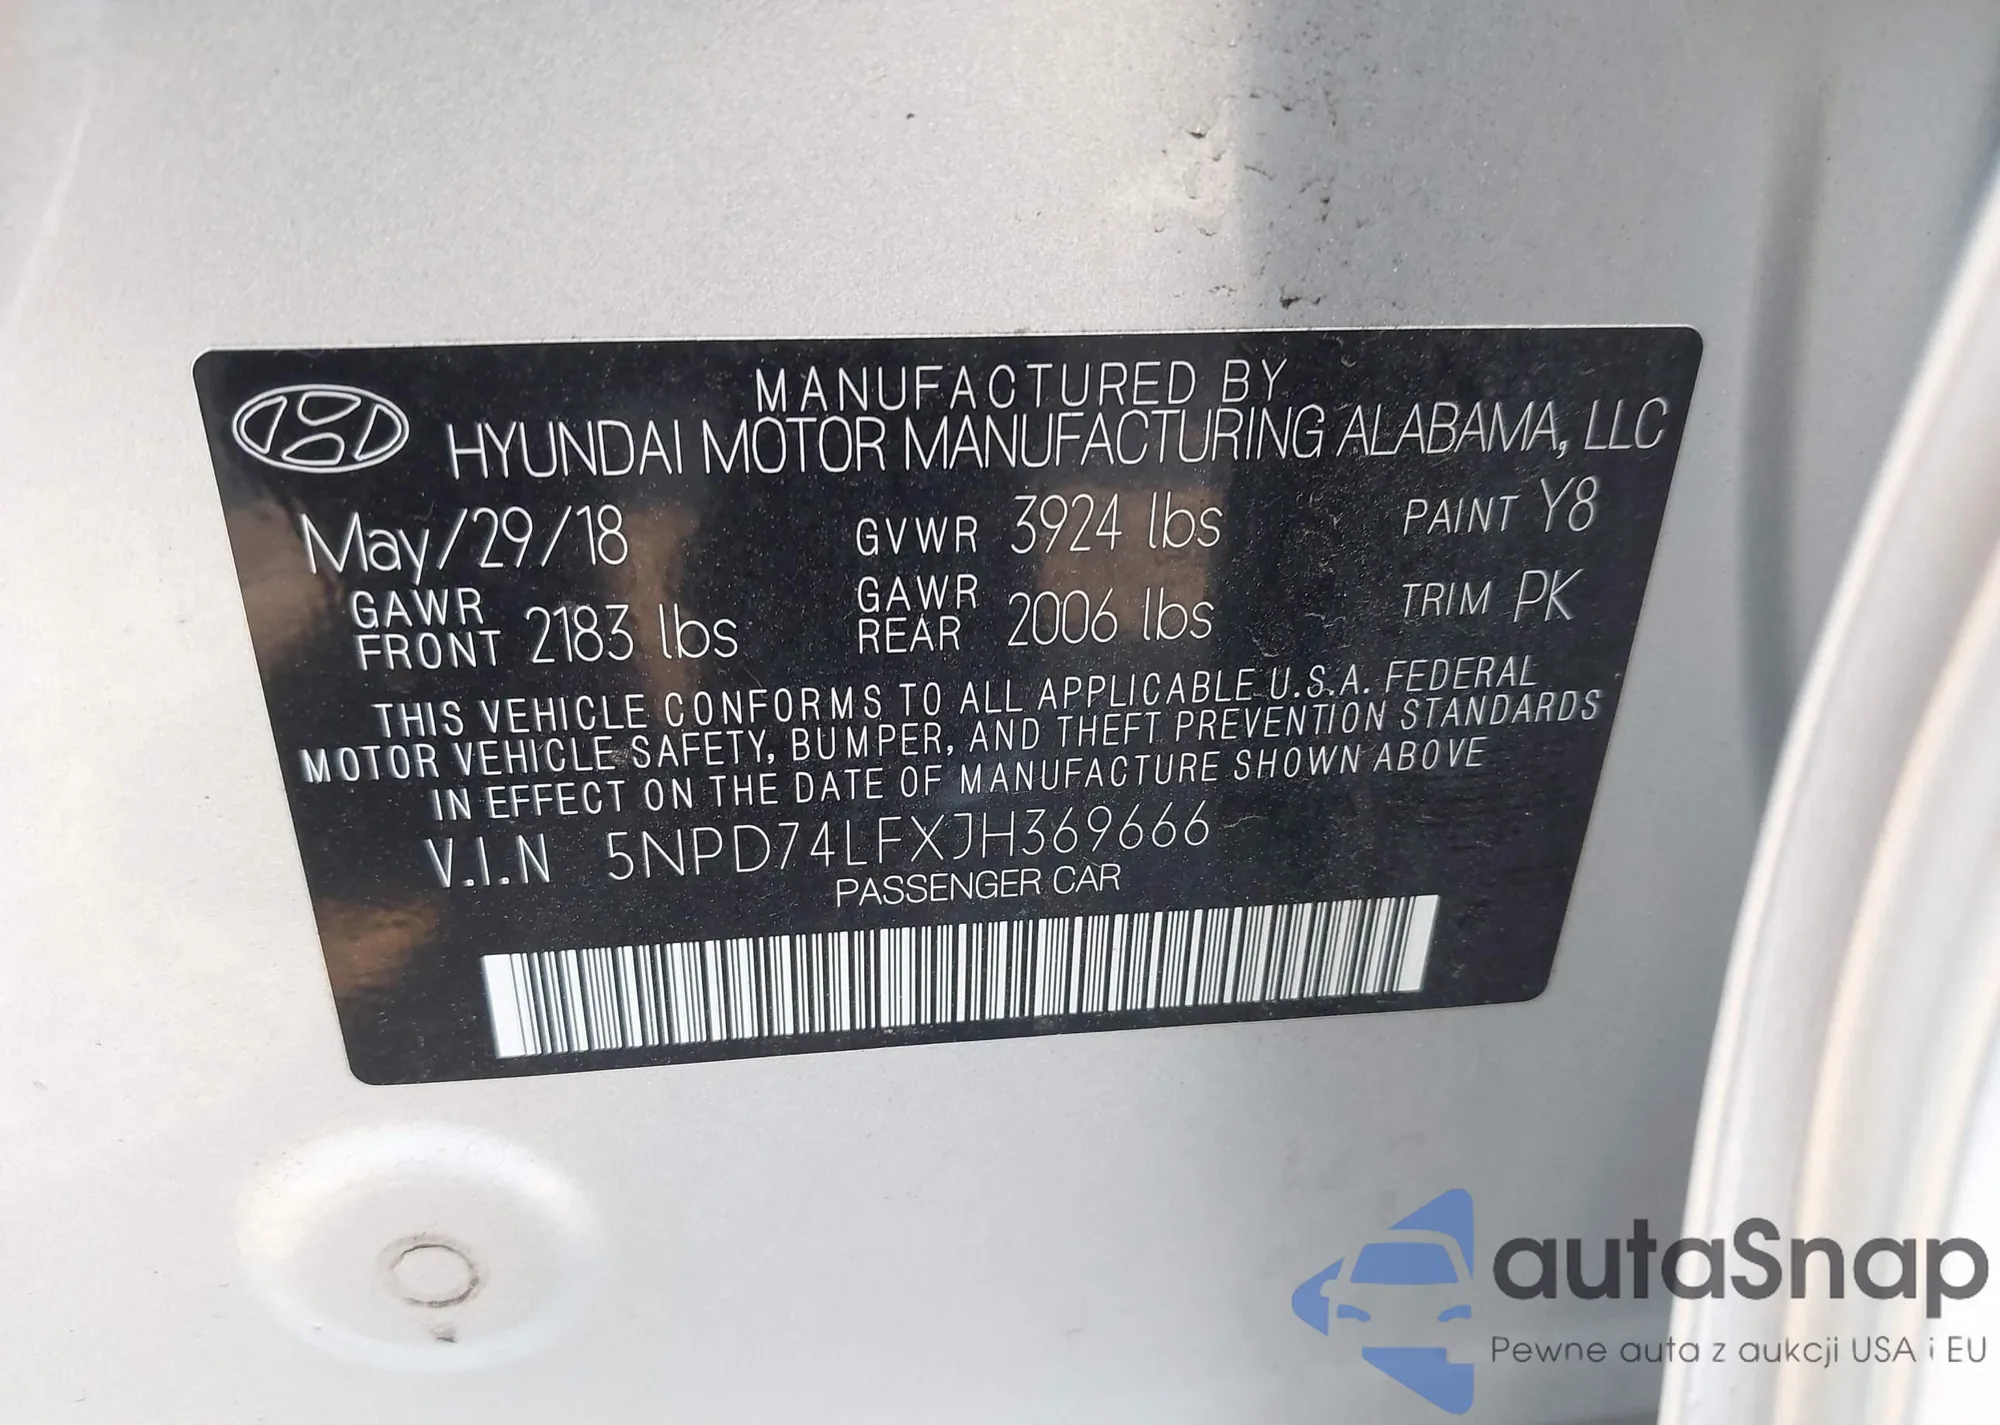 MANUFACTURED BY
HYUNDAI MOTOR MANUFACTURING ALABAMA, LLC
May/29/18 GVWR 3924 lbs PAINT Y8
GAWR FRONT 2183 lbs GAWR REAR 2006 lbs TRIM PK
THIS VEHICLE CONFORMS TO ALL APPLICABLE U.S.A. FEDERAL
MOTOR VEHICLE SAFETY, BUMPER, AND THEFT PREVENTION STANDARDS
IN EFFECT ON THE DATE OF MANUFACTURE SHOWN ABOVE
V.I.N 5NPD74LFXJH369666
PASSENGER CAR
autaSnap
Pewne auta z aukcji USA i EU